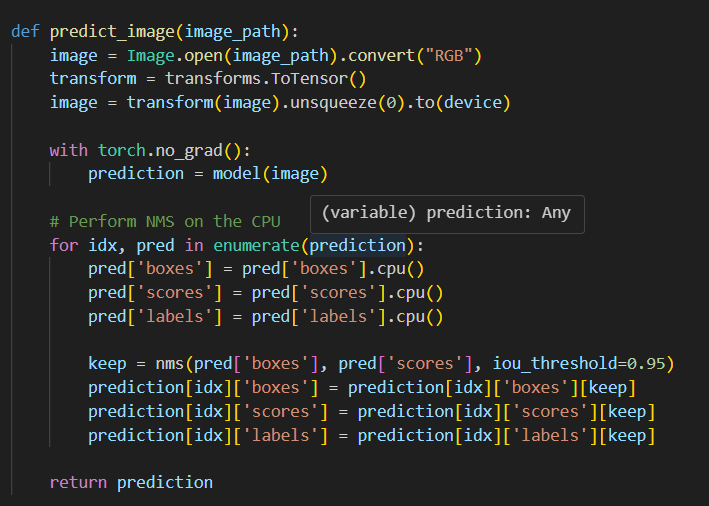 def predict_image(image_path):
    image = Image.open(image_path).convert("RGB")
    transform = transforms.ToTensor()
    image = transform(image).unsqueeze(0).to(device)

    with torch.no_grad():
        prediction = model(image)

(variable) prediction: Any
    # Perform NMS on the CPU
    for idx, pred in enumerate(prediction):
        pred['boxes'] = pred['boxes'].cpu()
        pred['scores'] = pred['scores'].cpu()
        pred['labels'] = pred['labels'].cpu()

        keep = nms(pred['boxes'], pred['scores'], iou_threshold=0.95)
        prediction[idx]['boxes'] = prediction[idx]['boxes'][keep]
        prediction[idx]['scores'] = prediction[idx]['scores'][keep]
        prediction[idx]['labels'] = prediction[idx]['labels'][keep]

    return prediction